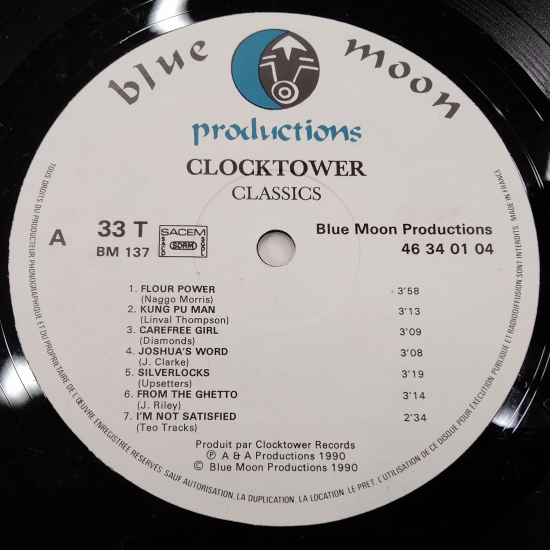 blue moon
productions
CLOCKTOWER
CLASSICS
A
33 T
BM 137
SACEM
SACD
SDRM
SGDL
Blue Moon Productions
46 34 01 04
1. FLOUR POWER 3'58
(Naggo Morris)
2. KUNG PU MAN 3'13
(Linval Thompson)
3. CAREFREE GIRL 3'09
(Diamonds)
4. JOSHUA'S WORD 3'08
(J. Clarke)
5. SILVERLOCKS 3'19
(Upsetters)
6. FROM THE GHETTO 3'14
(J. Riley)
7. I'M NOT SATISFIED 2'34
(Teo Tracks)
Produit par Clocktower Records
Ⓟ A & A Productions 1990
© Blue Moon Productions 1990
TOUS DROITS DU PRODUCTEUR PHONOGRAPHIQUE ET DU PROPRIETAIRE DE L'ŒUVRE ENREGISTREE RESERVES. SAUF AUTORISATION, LA DUPLICATION, LA LOCATION, LE PRET, L'UTILISATION DE CE DISQUE POUR EXECUTION PUBLIQUE ET RADIODIFFUSION SONT INTERDITS. MADE IN FRANCE